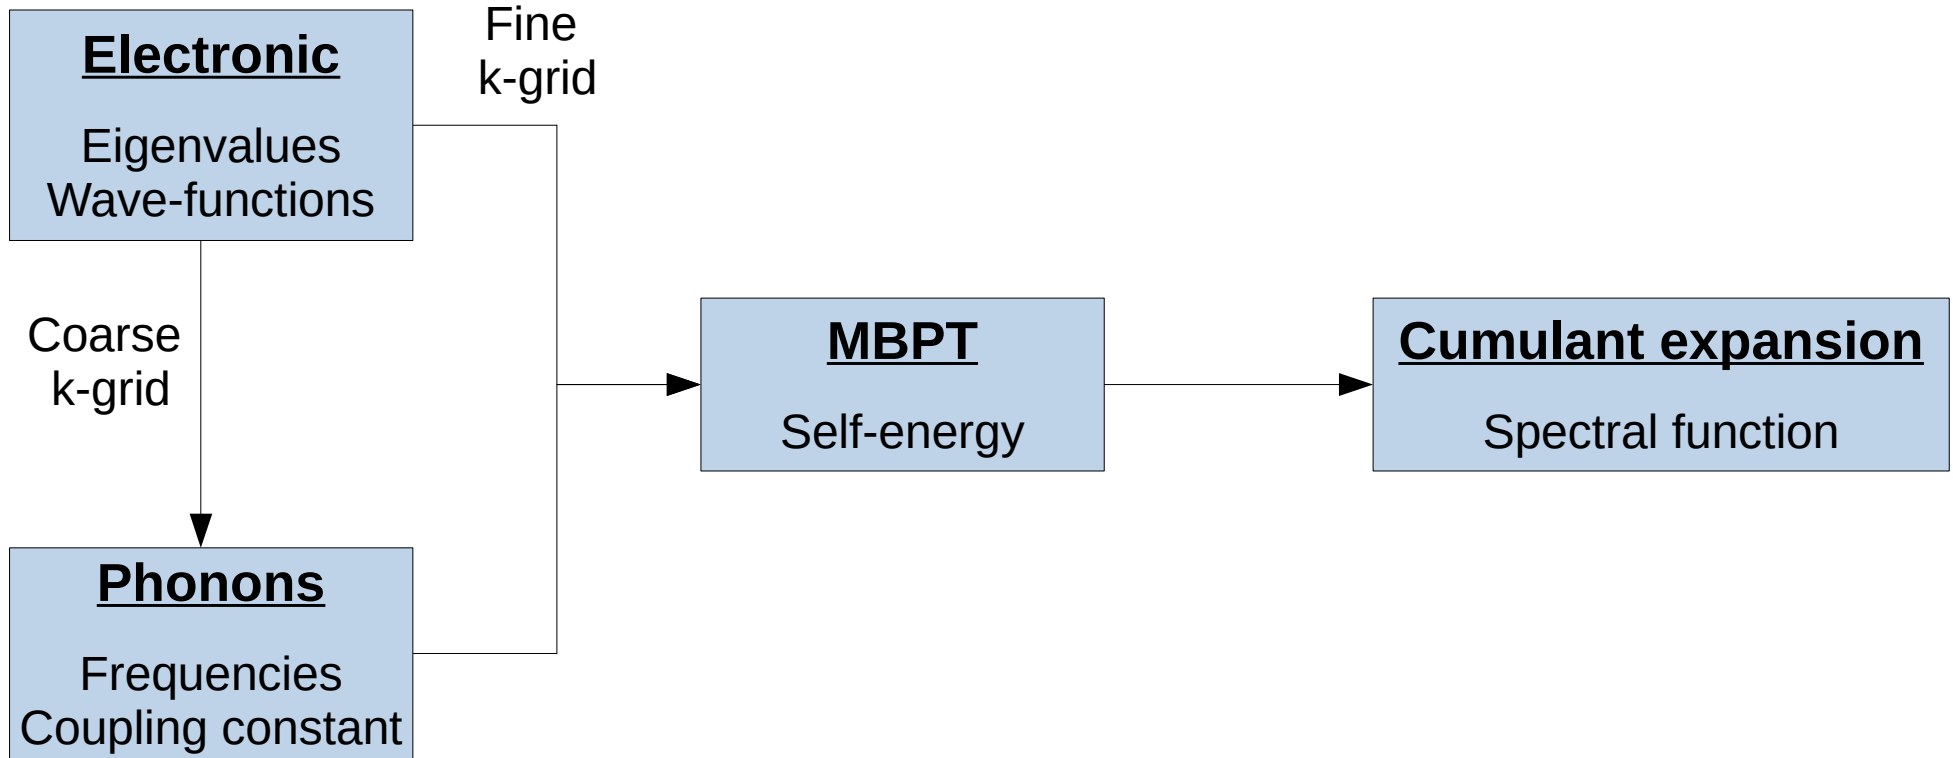 Electronic
Eigenvalues
Wave-functions
Fine
k-grid
Coarse
k-grid
MBPT
Self-energy
Cumulant expansion
Spectral function
Phonons
Frequencies
Coupling constant